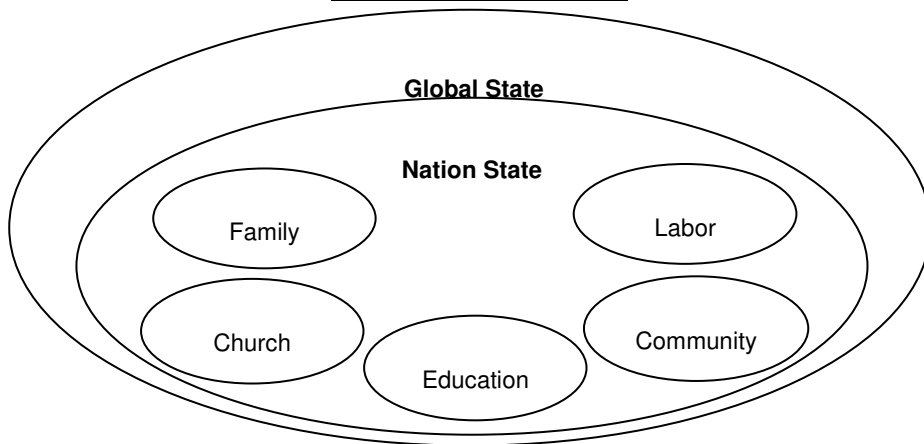 Global State
Nation State
Family
Labor
Church
Community
Education